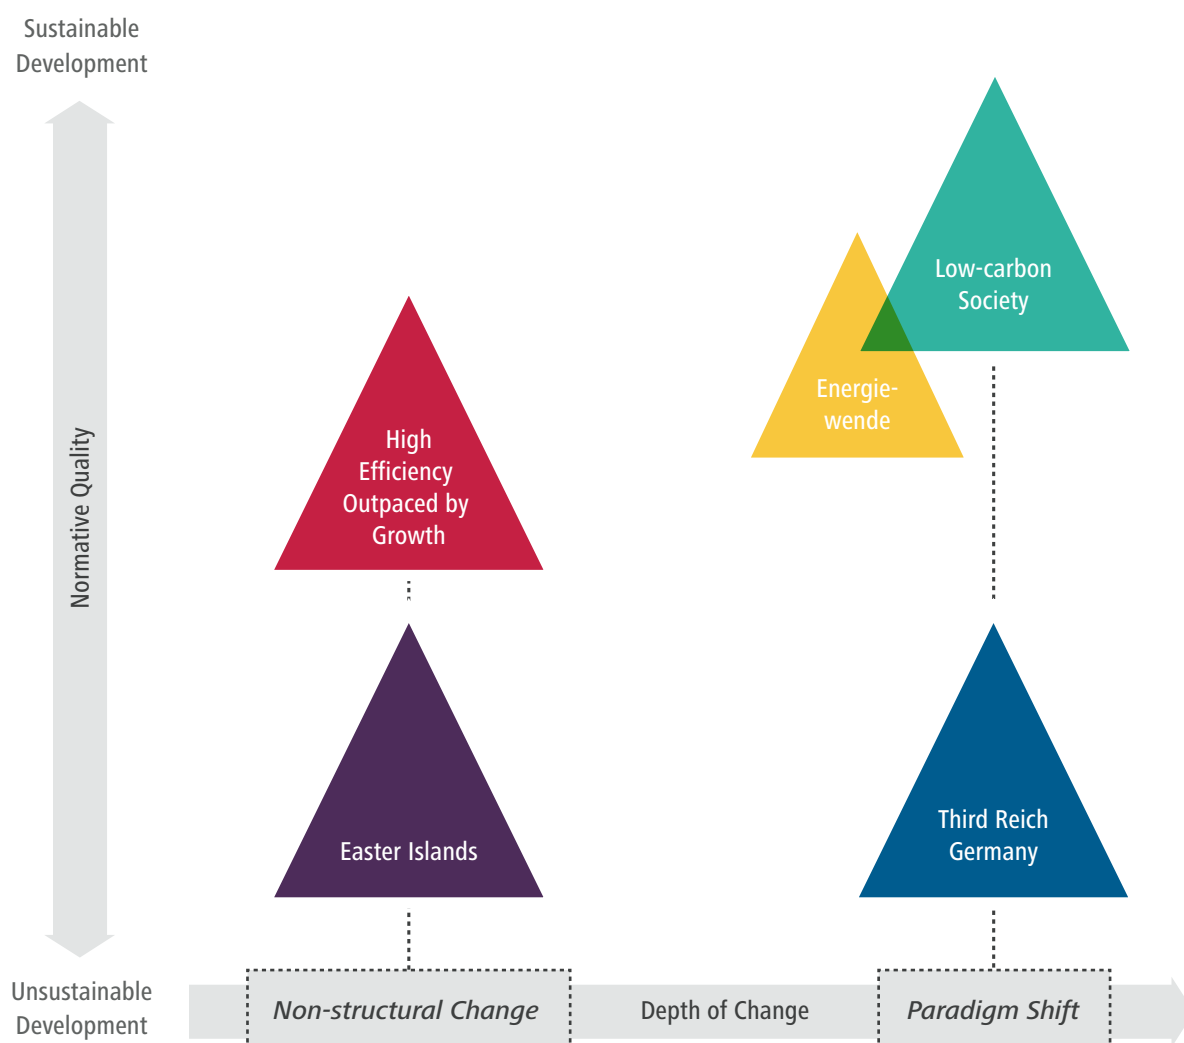 Sustainable
Development
Low-carbon
Society
Energie-
wende
High
Efficiency
Outpaced by
Growth
Normative Quality
Third Reich
Germany
Easter Islands
Unsustainable
Development
Non-structural Change
Depth of Change
Paradigm Shift